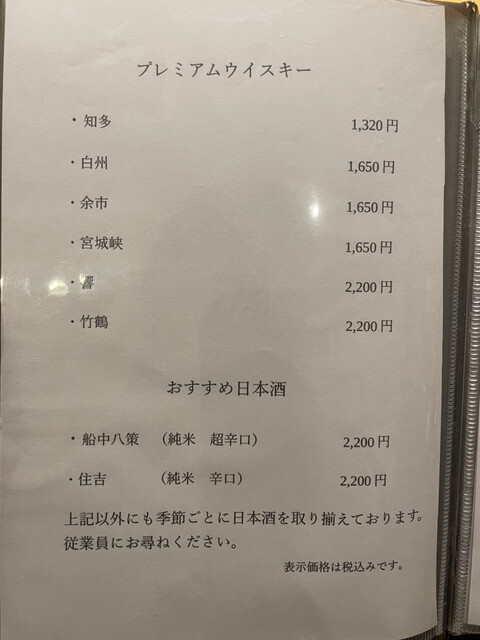 プレミアムウイスキー
・知多 1,320円
・白州 1,650円
・余市 1,650円
・宮城峡 1,650円
・響 2,200円
・竹鶴 2,200円
おすすめ日本酒
・船中八策 （純米 超辛口） 2,200円
・住吉 （純米 辛口） 2,200円
上記以外にも季節ごとに日本酒を取り揃えております。
従業員にお尋ねください。
表示価格は税込みです。